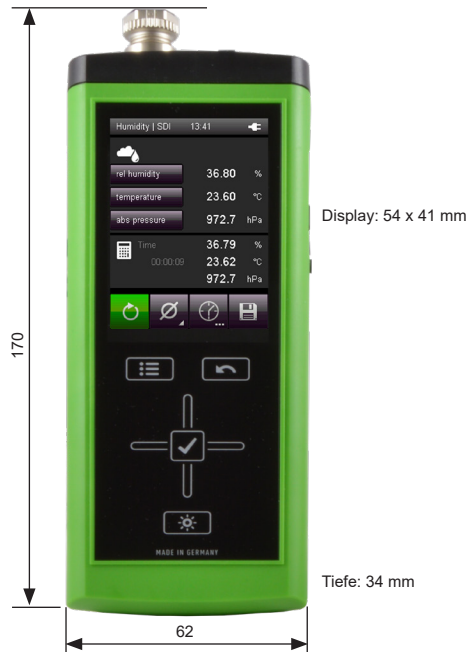 Humidity | SDI 13:41
rel humidity 36.80 %
temperature 23.60 °C
abs pressure 972.7 hPa
Time 36.79 %
00:00:09 23.62 °C
972.7 hPa
MADE IN GERMANY
170
62
Display: 54 x 41 mm
Tiefe: 34 mm